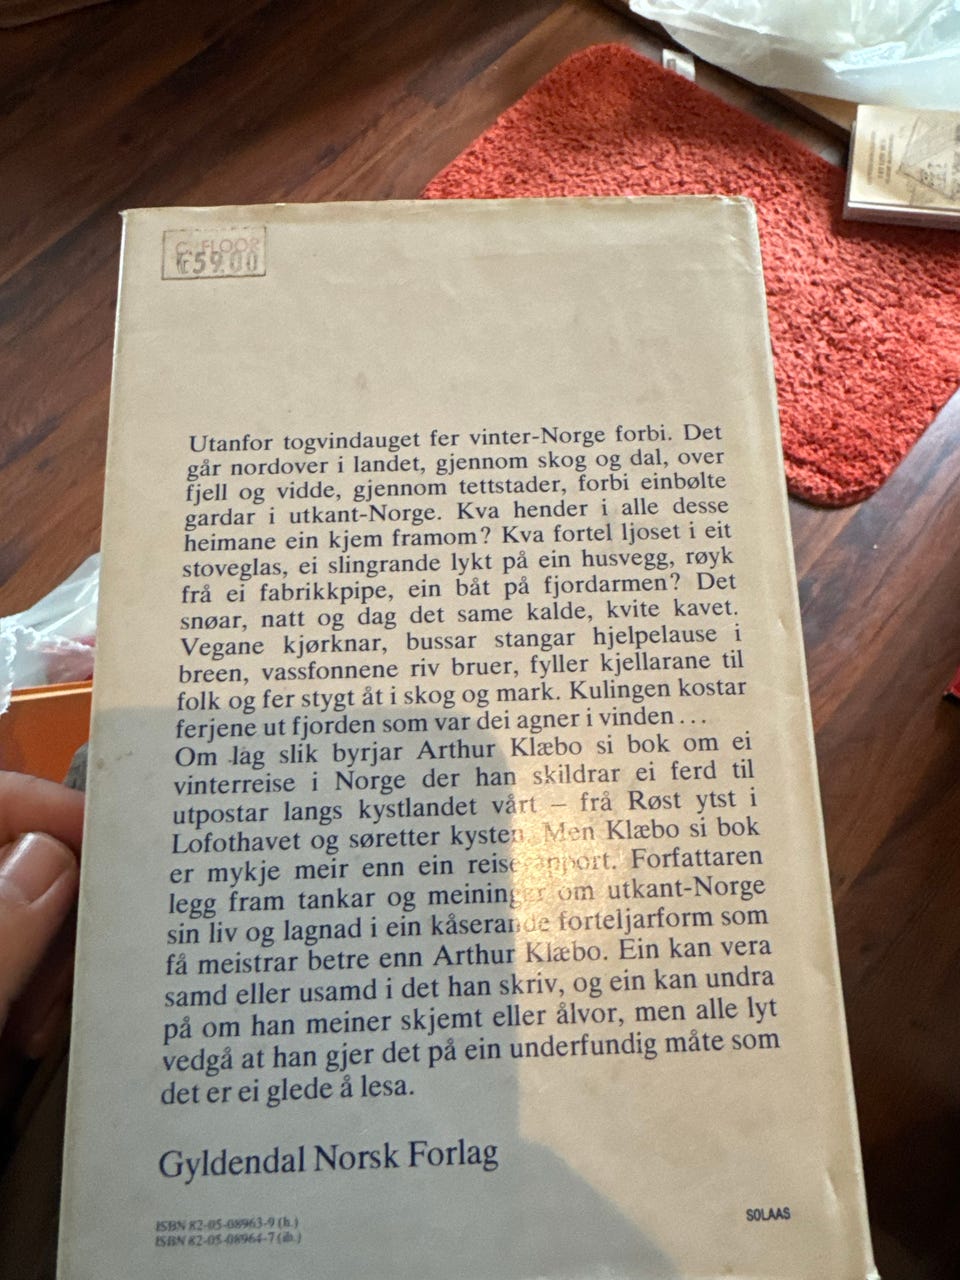 C. FLOOR
59.00
Utanfor togvindauget fer vinter-Norge forbi. Det
går nordover i landet, gjennom skog og dal, over
fjell og vidde, gjennom tettstader, forbi einbølte
gardar i utkant-Norge. Kva hender i alle desse
heimane ein kjem framom? Kva fortel ljoset i eit
stoveglas, ei slingrande lykt på ein husvegg, røyk
frå ei fabrikkpipe, ein båt på fjordarmen? Det
snøar, natt og dag det same kalde, kvite kavet.
Vegane kjørknar, bussar stangar hjelpelause i
breen, vassfonnene riv bruer, fyller kjellarane til
folk og fer stygt åt i skog og mark. Kulingen kostar
ferjene ut fjorden som var dei agner i vinden...
Om lag slik byrjar Arthur Klæbo si bok om ei
vinterreise i Norge der han skildrar ei ferd til
utpostar langs kystlandet vårt – frå Røst ytst i
Lofothavet og søretter kysten. Men Klæbo si bok
er mykje meir enn ein reiserapport. Forfattaren
legg fram tankar og meininger om utkant-Norge
sin liv og lagnad i ein kåserande forteljarform som
få meistrar betre enn Arthur Klæbo. Ein kan vera
samd eller usamd i det han skriv, og ein kan undra
på om han meiner skjemt eller ålvor, men alle lyt
vedgå at han gjer det på ein underfundig måte som
det er ei glede å lesa.
Gyldendal Norsk Forlag
ISBN 82-05-08963-9 (h.)
ISBN 82-05-08964-7 (ib.)
SOLAAS